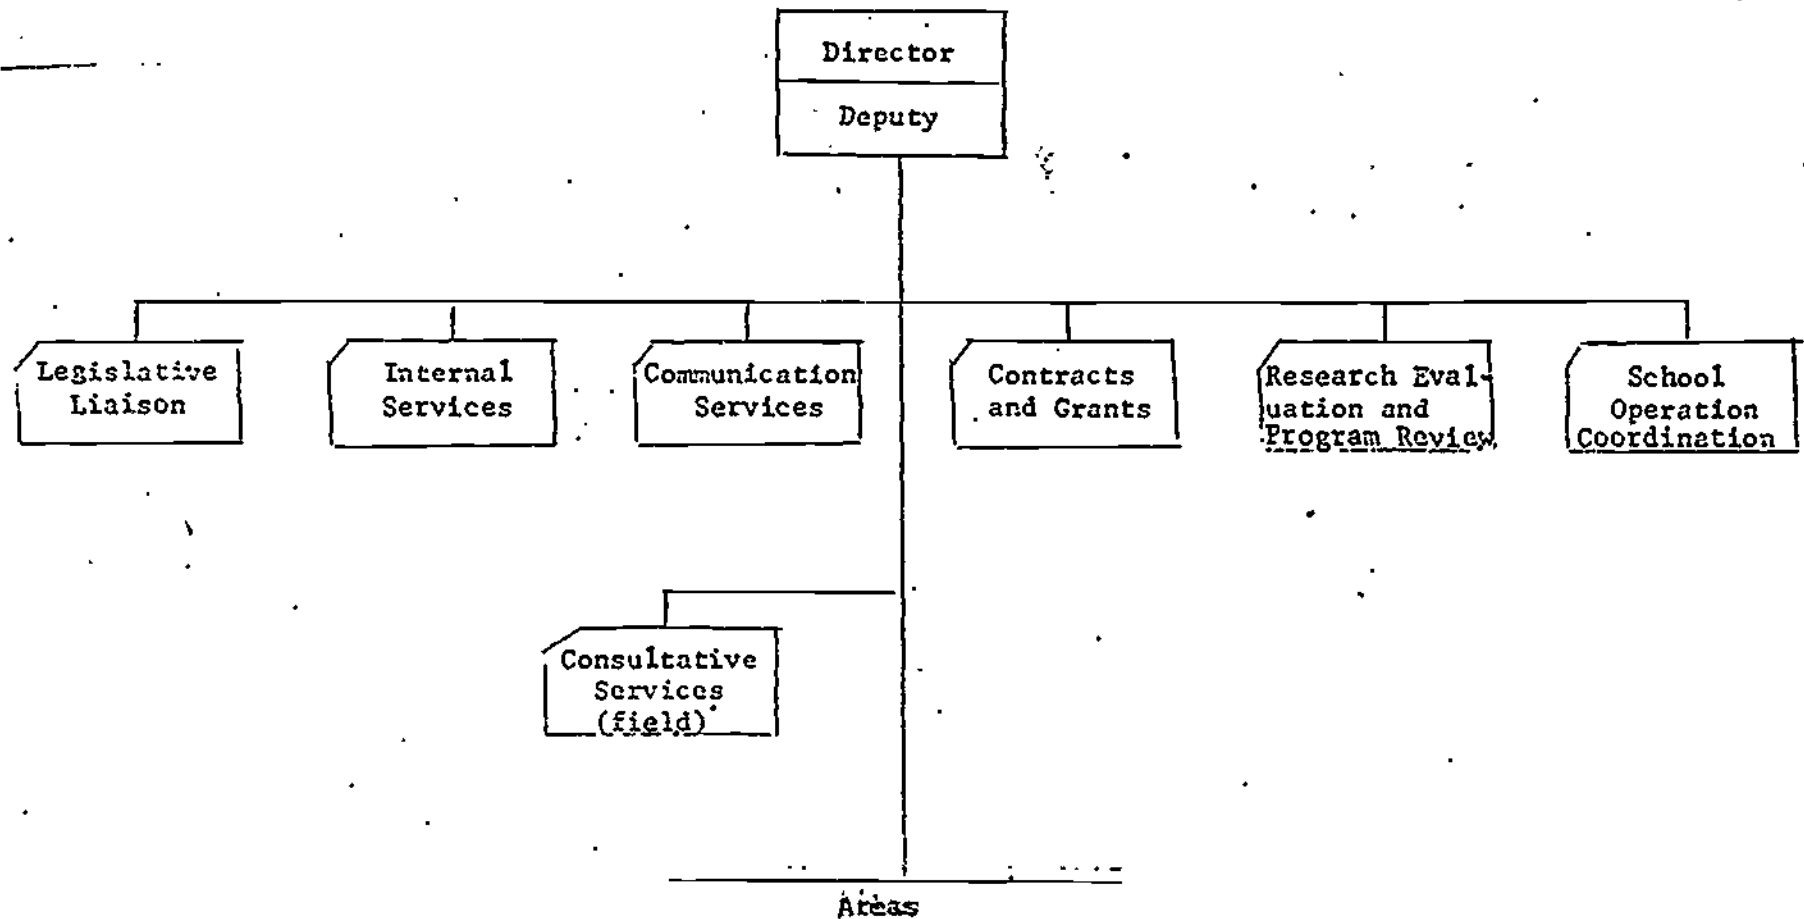 Director
Deputy
Legislative
Liaison
Internal
Services
Communication
Services
Contracts
and Grants
Research Eval-
uation and
Program Review
School
Operation
Coordination
Consultative
Services
(field)
Areas